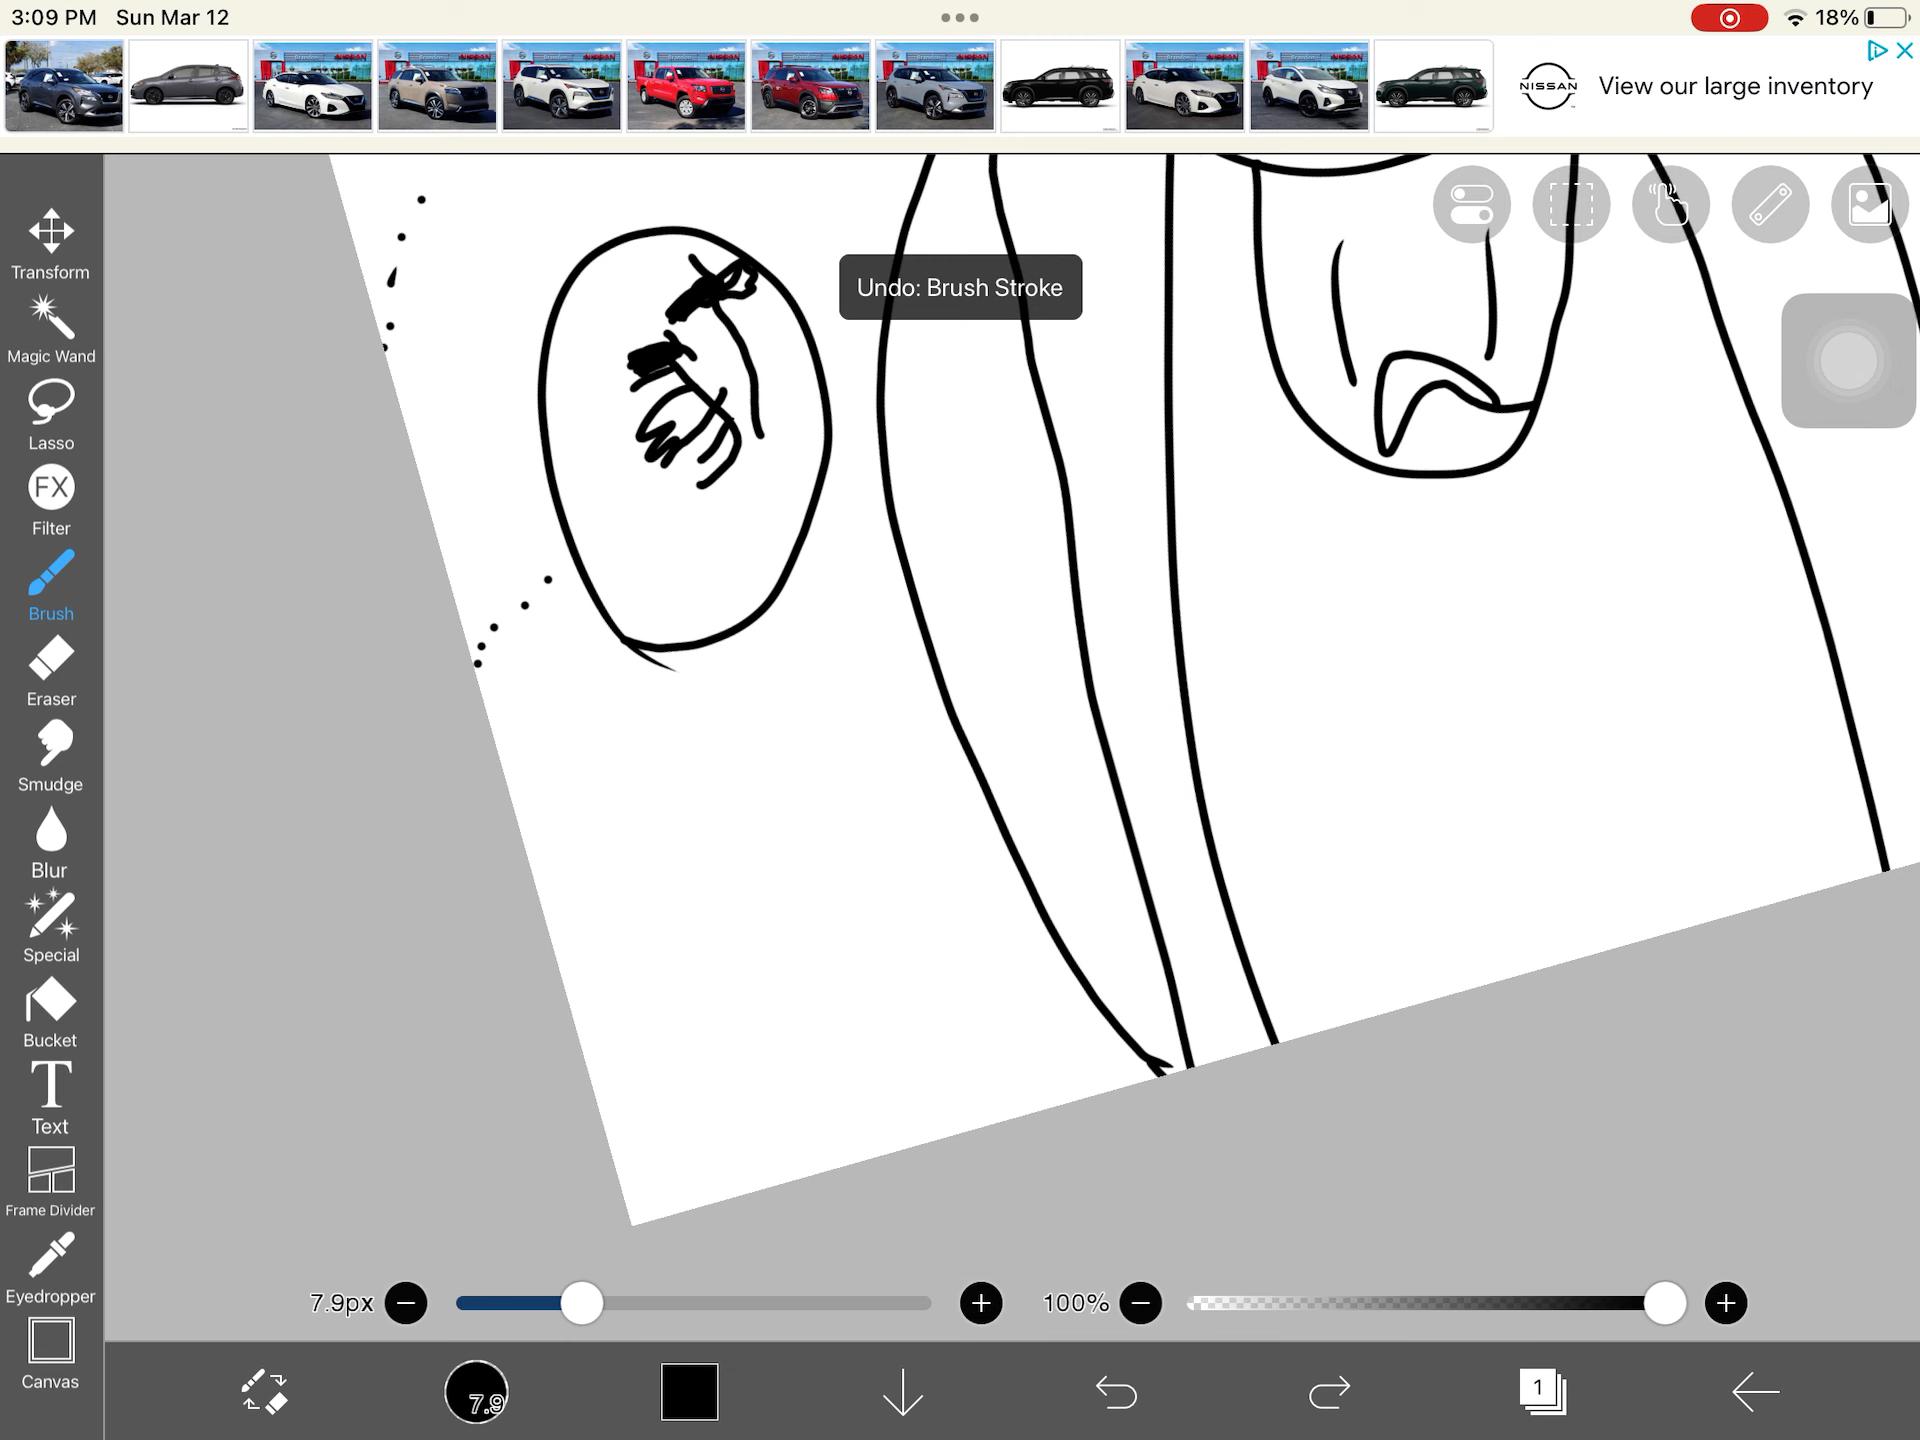 3:09 PM Sun Mar 12
18%
NISSAN
View our large inventory
Transform
Magic Wand
Lasso
FX
Filter
Brush
Eraser
Smudge
Blur
Special
Bucket
T
Text
Frame Divider
Eyedropper
Canvas
Undo: Brush Stroke
7.9px
100%
7.9
1